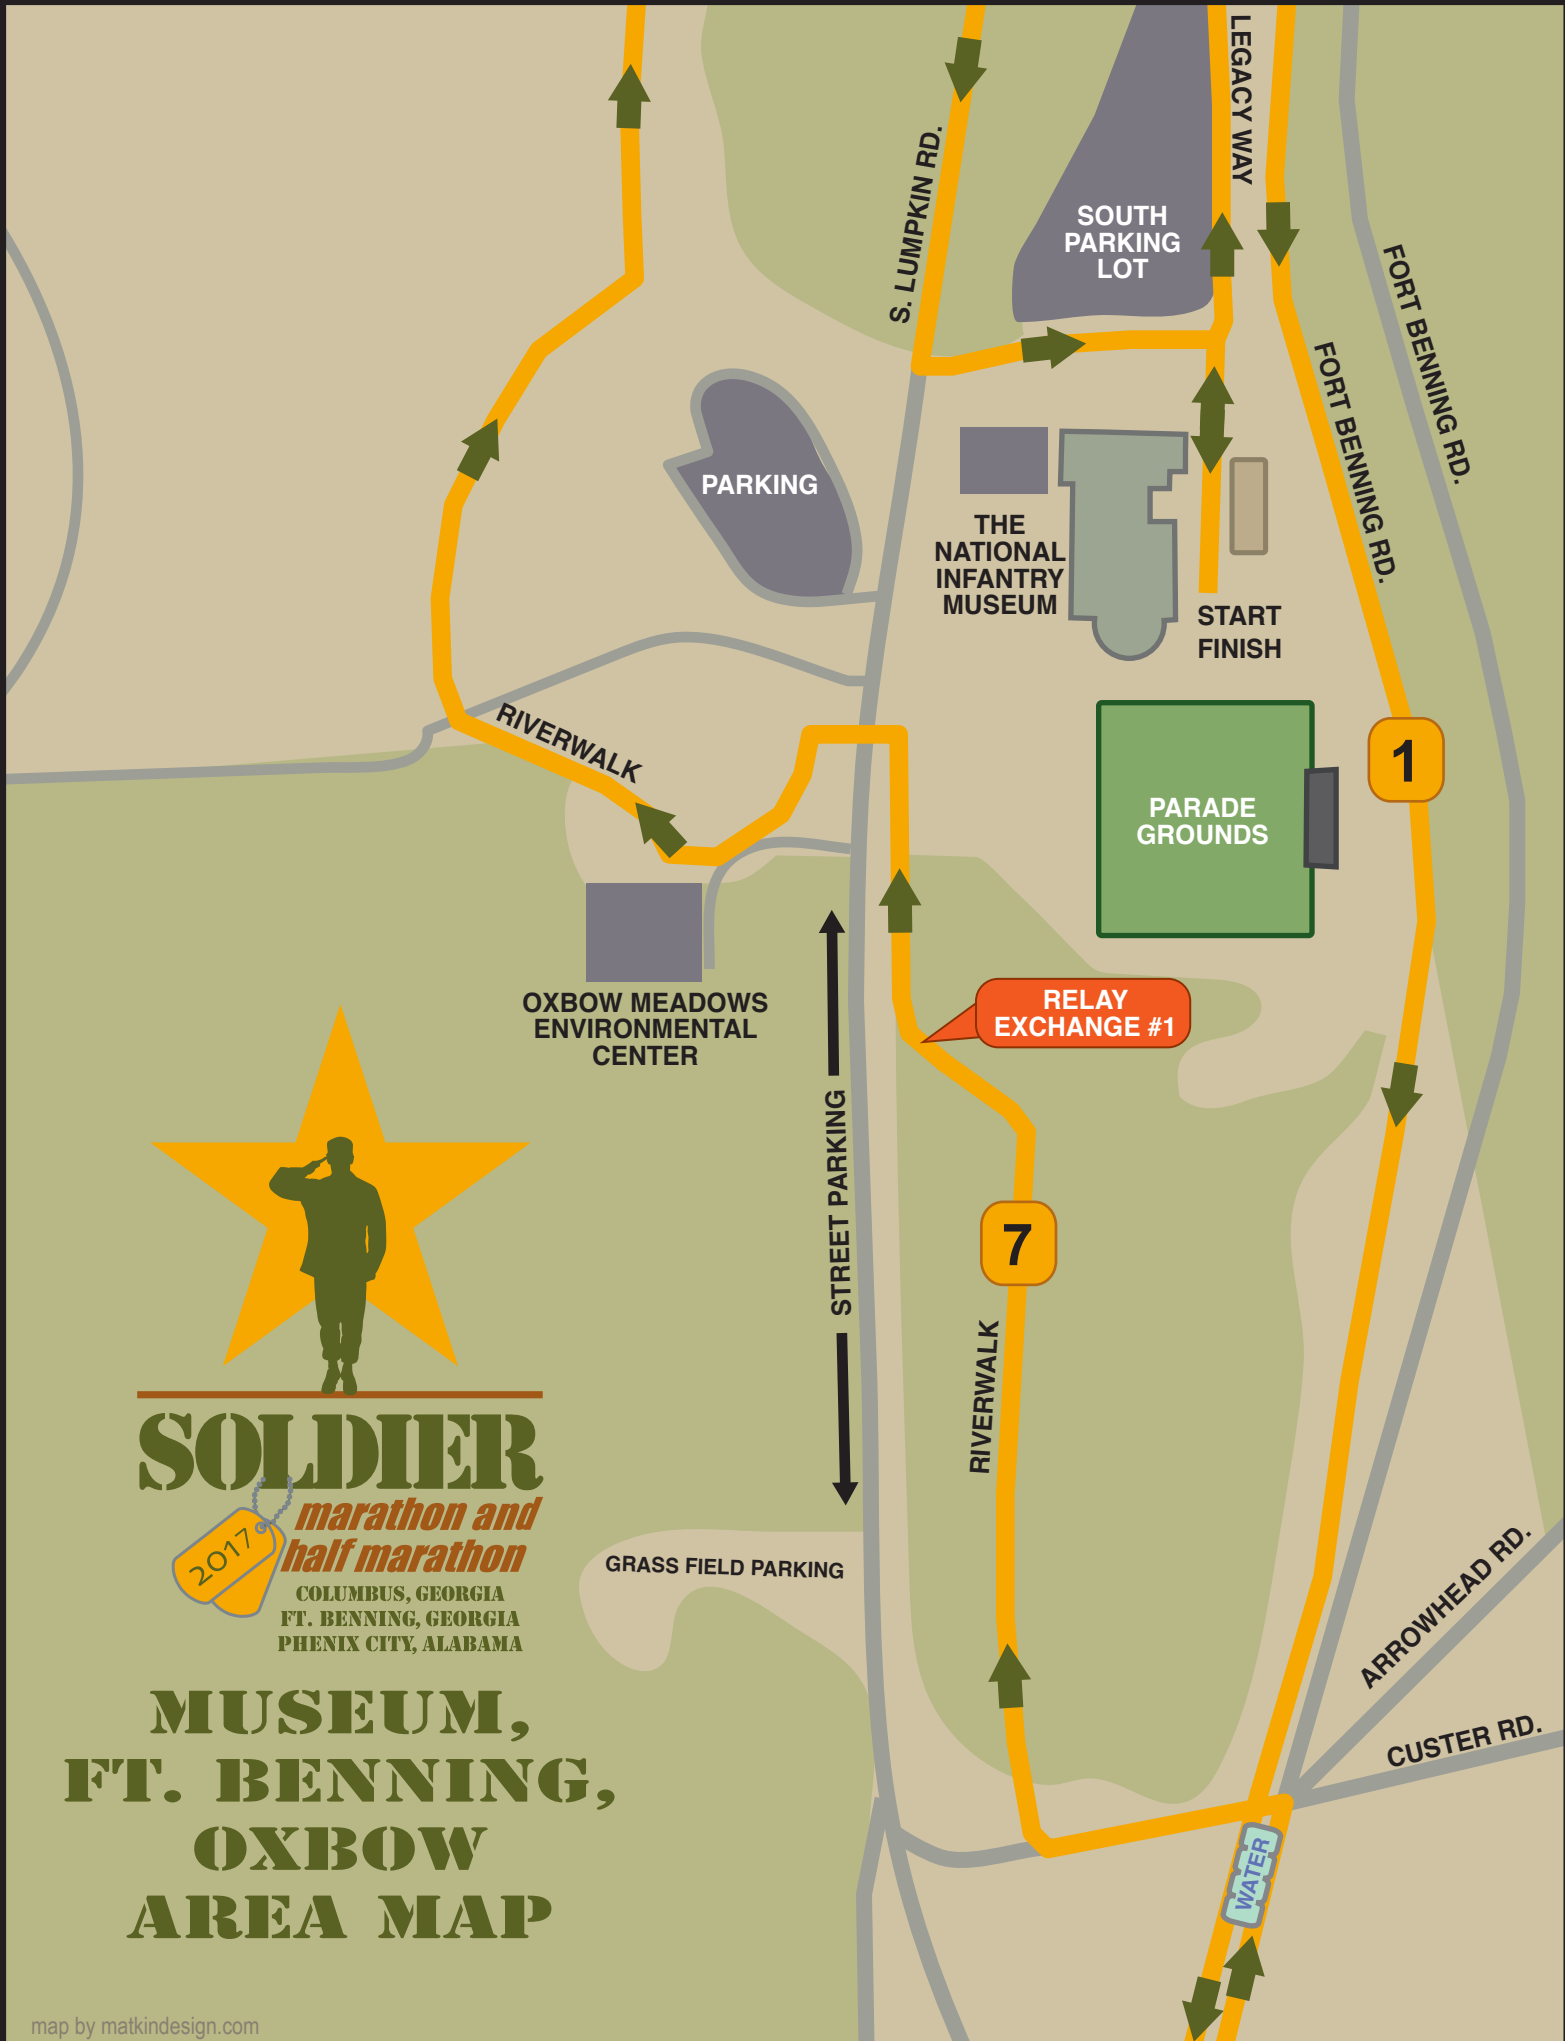 LEGACY WAY
S. LUMPKIN RD.
SOUTH
PARKING
LOT
FORT BENNING RD.
FORT BENNING RD.
PARKING
THE
NATIONAL
INFANTRY
MUSEUM
START
FINISH
RIVERWALK
1
PARADE
GROUNDS
OXBOW MEADOWS
ENVIRONMENTAL
CENTER
RELAY
EXCHANGE #1
STREET PARKING
7
RIVERWALK
SOLDIER
marathon and
half marathon
2017
COLUMBUS, GEORGIA
FT. BENNING, GEORGIA
PHENIX CITY, ALABAMA
GRASS FIELD PARKING
ARROWHEAD RD.
CUSTER RD.
WATER
MUSEUM,
FT. BENNING,
OXBOW
AREA MAP
map by matkindesign.com